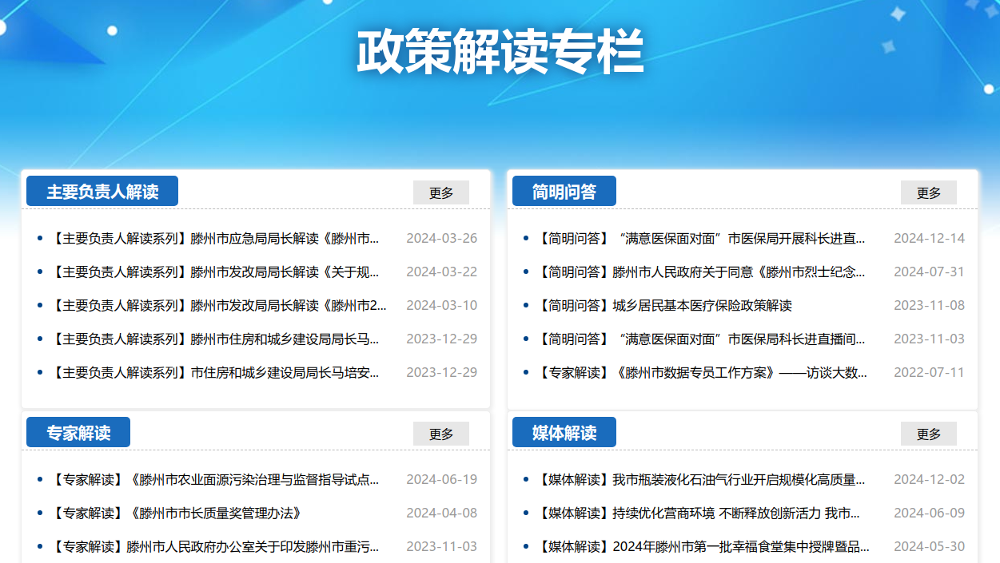 政策解读专栏
主要负责人解读
更多
【主要负责人解读系列】滕州市应急局局长解读《滕州市... 2024-03-26
【主要负责人解读系列】滕州市发改局局长解读《关于规... 2024-03-22
【主要负责人解读系列】滕州市发改局局长解读《滕州市2... 2024-03-10
【主要负责人解读系列】滕州市住房和城乡建设局局长马... 2023-12-29
【主要负责人解读系列】市住房和城乡建设局局长马培安... 2023-12-29
简明问答
更多
【简明问答】“满意医保面对面”市医保局开展科长进直... 2024-12-14
【简明问答】滕州市人民政府关于同意《滕州市烈士纪念... 2024-07-31
【简明问答】城乡居民基本医疗保险政策解读 2023-11-08
【简明问答】“满意医保面对面”市医保局科长进直播间... 2023-11-03
【专家解读】《滕州市数据专员工作方案》——访谈大数... 2022-07-11
专家解读
更多
【专家解读】《滕州市农业面源污染治理与监督指导试点... 2024-06-19
【专家解读】《滕州市市长质量奖管理办法》 2024-04-08
【专家解读】滕州市人民政府办公室关于印发滕州市重污... 2023-11-03
媒体解读
更多
【媒体解读】我市瓶装液化石油气行业开启规模化高质量... 2024-12-02
【媒体解读】持续优化营商环境 不断释放创新活力 我市... 2024-06-09
【媒体解读】2024年滕州市第一批幸福食堂集中授牌暨品... 2024-05-30